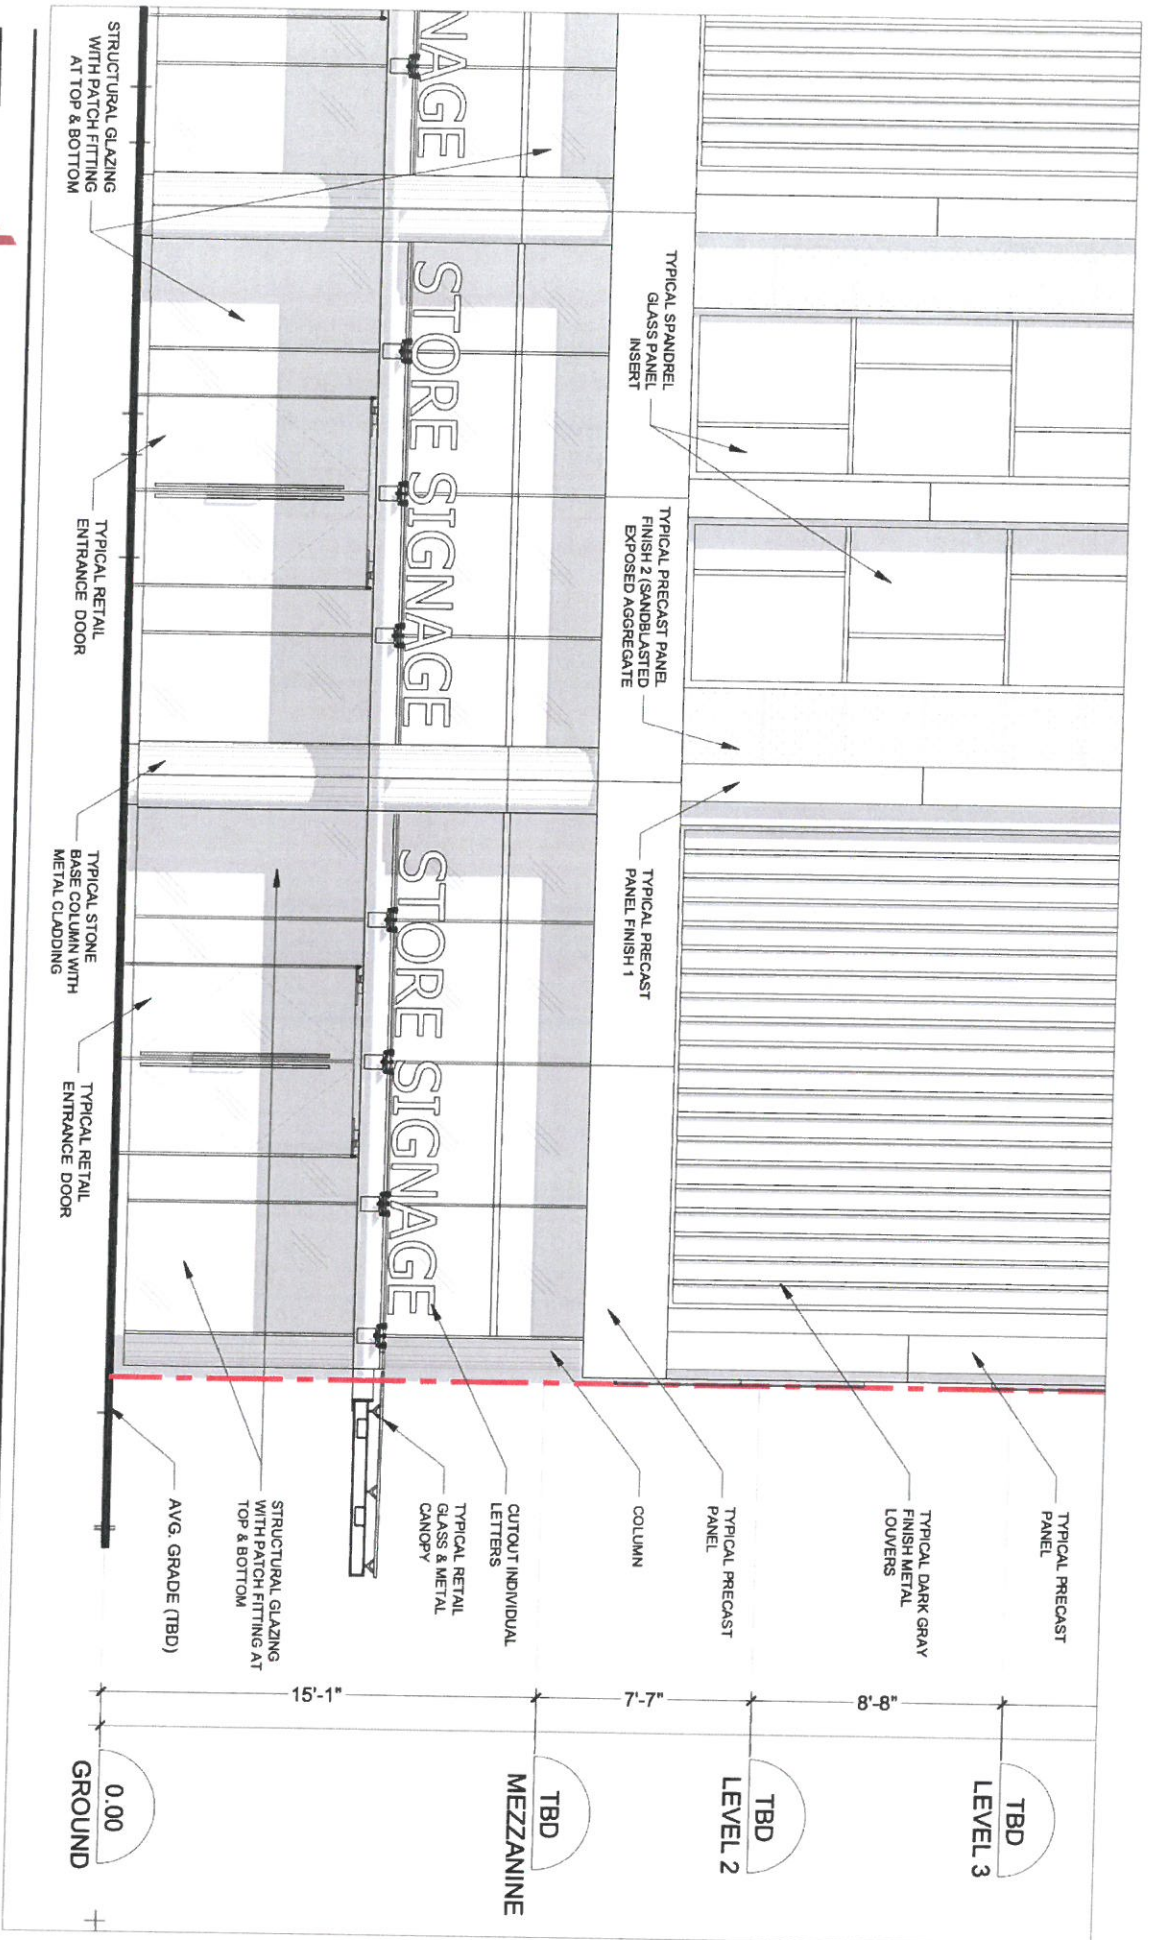 TYPICAL PRECAST
PANEL
TYPICAL DARK GRAY
FINISH METAL
LOUVERS
TYPICAL PRECAST
PANEL
COLUMN
CUTOUT INDIVIDUAL
LETTERS
TYPICAL RETAIL
GLASS & METAL
CANOPY
STRUCTURAL GLAZING
WITH PATCH FITTING AT
TOP & BOTTOM
AVG. GRADE (TBD)
TBD
LEVEL 3
8'-8"
TBD
LEVEL 2
7'-7"
TBD
MEZZANINE
15'-1"
0.00
GROUND
TYPICAL SPANDREL
GLASS PANEL
INSERT
TYPICAL PRECAST PANEL
FINISH 2 (SANDBLASTED
EXPOSED AGGREGATE
TYPICAL PRECAST
PANEL FINISH 1
NAGE
STORE SIGNAGE
STORE SIGNAGE
STRUCTURAL GLAZING
WITH PATCH FITTING
AT TOP & BOTTOM
TYPICAL RETAIL
ENTRANCE DOOR
TYPICAL STONE
BASE COLUMN WITH
METAL CLADDING
TYPICAL RETAIL
ENTRANCE DOOR